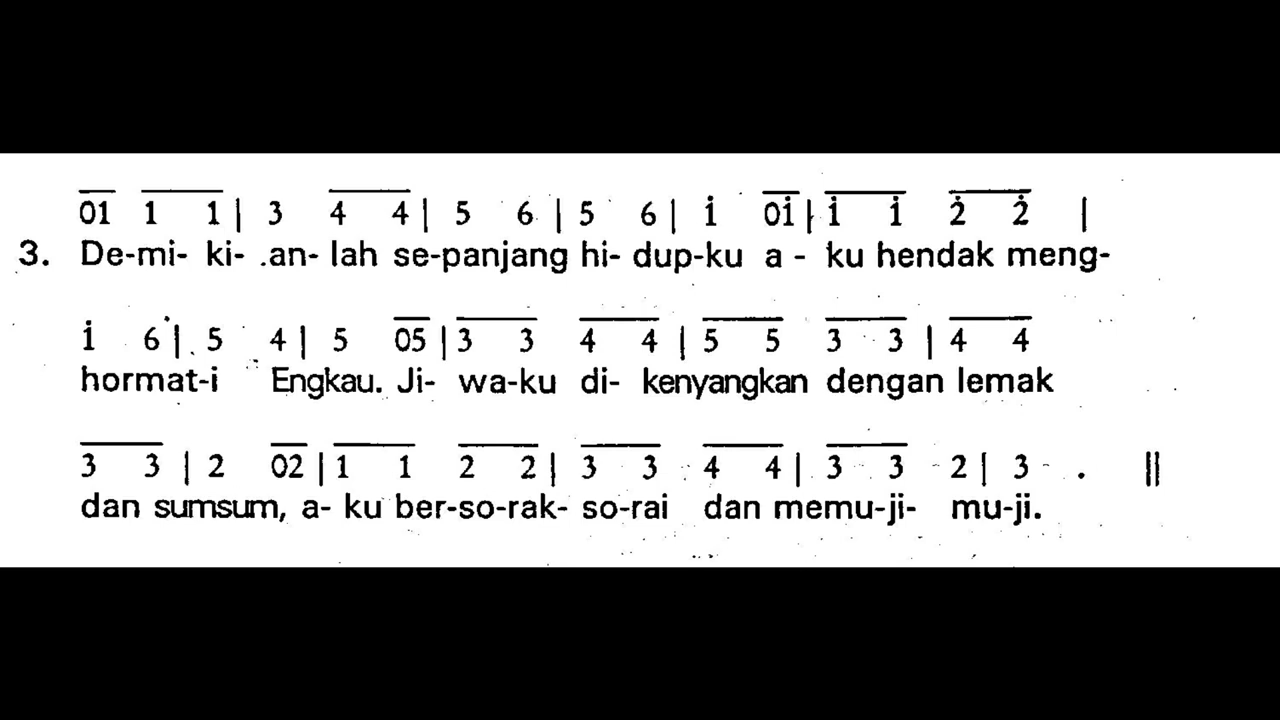 01 1 1 | 3 4 4 | 5 6 | 5 6 | i̇ 0i̇ | i̇ i̇ 2̇ 2̇ |
3. De-mi- ki- .an- lah se-panjang hi- dup-ku a - ku hendak meng-
i̇ 6 | 5 4 | 5 05 | 3 3 4 4 | 5 5 3 3 | 4 4
hormat-i Engkau. Ji- wa-ku di- kenyangkan dengan lemak
3 3 | 2 02 | 1 1 2 2 | 3 3 4 4 | 3 3 2 | 3 . ||
dan sumsum, a- ku ber-so-rak- so-rai dan memu-ji- mu-ji.